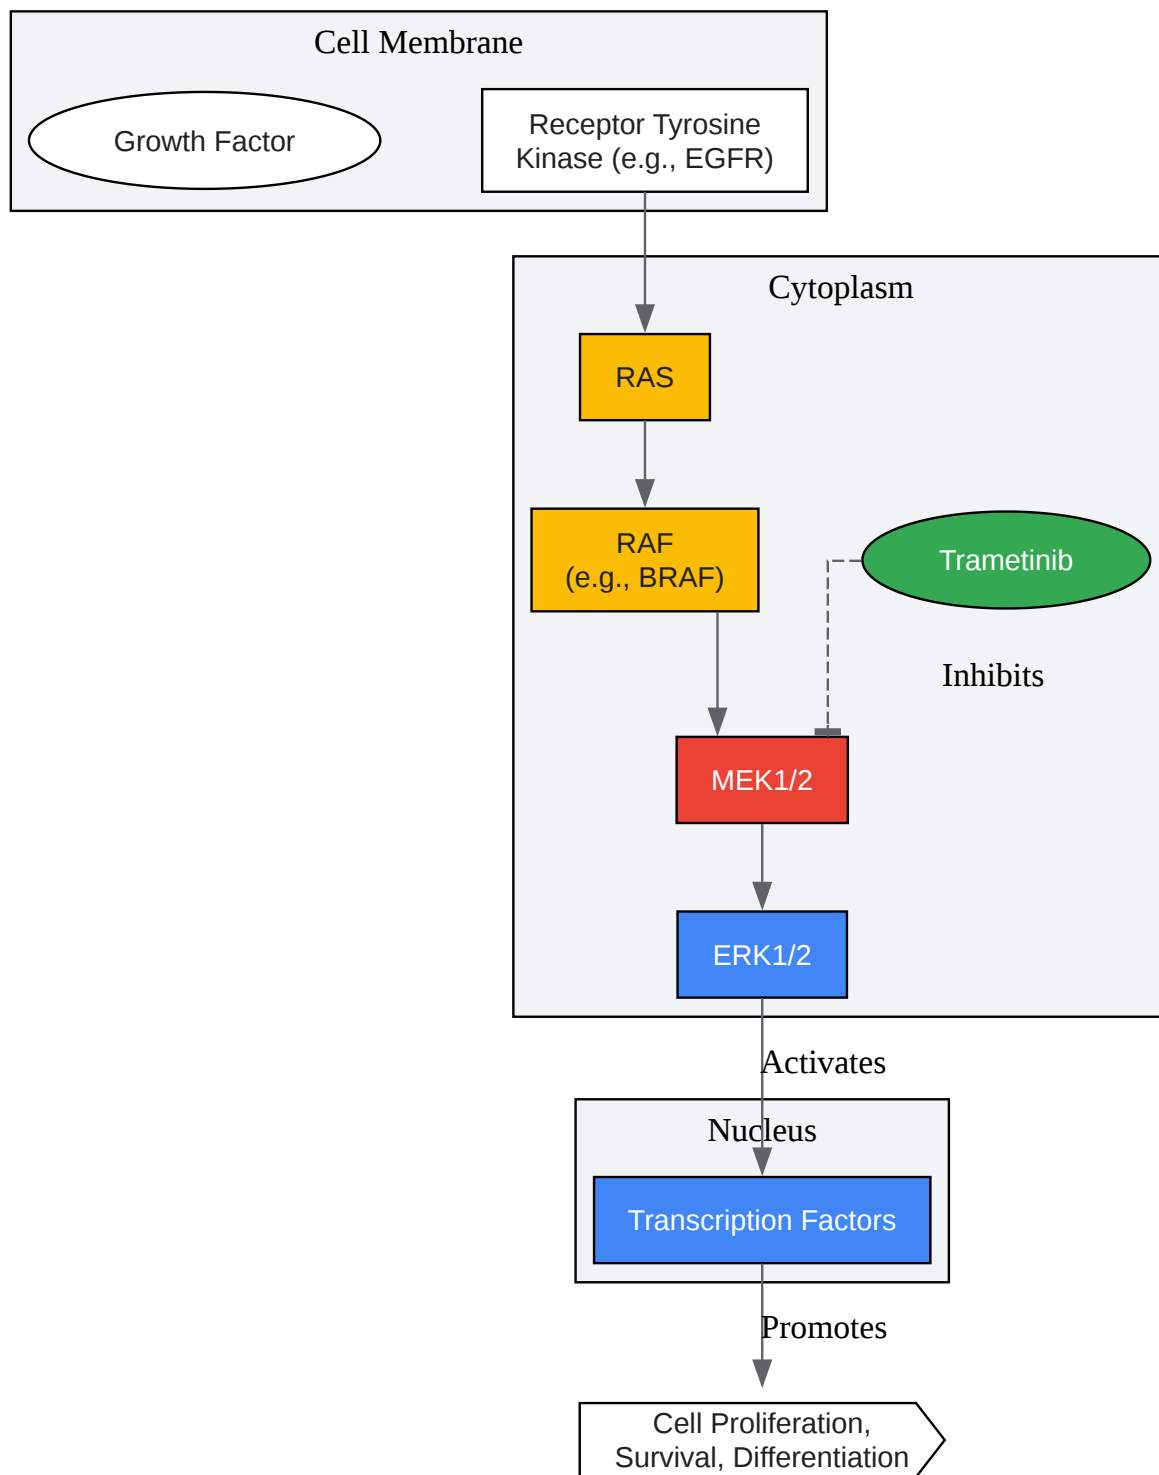 Cell Membrane
Growth Factor
Receptor Tyrosine
Kinase (e.g., EGFR)
Cytoplasm
RAS
RAF
(e.g., BRAF)
Trametinib
Inhibits
MEK1/2
ERK1/2
Activates
Nucleus
Transcription Factors
Promotes
Cell Proliferation,
Survival, Differentiation